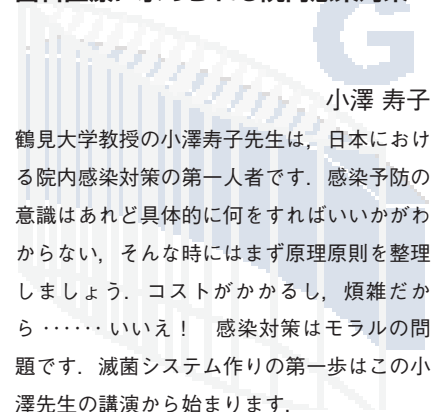 小澤 寿子
鶴見大学教授の小澤寿子先生は，日本におけ
る院内感染対策の第一人者です．感染予防の
意識はあれど具体的に何をすればいいかがわ
からない，そんな時にはまず原理原則を整理
しましょう．コストがかかるし，煩雑だか
ら‥‥‥いいえ！　感染対策はモラルの問
題です．滅菌システム作りの第一歩はこの小
澤先生の講演から始まります．